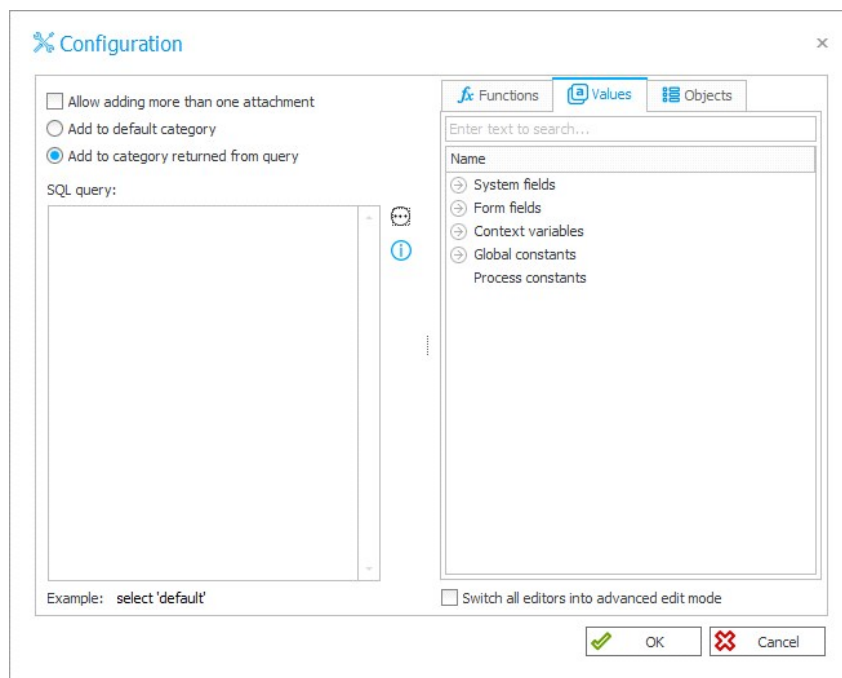 Configuration
Allow adding more than one attachment
Add to default category
Add to category returned from query
SQL query:
Example: select 'default'
fx Functions
a Values
Objects
Enter text to search...
Name
System fields
Form fields
Context variables
Global constants
Process constants
Switch all editors into advanced edit mode
OK
Cancel